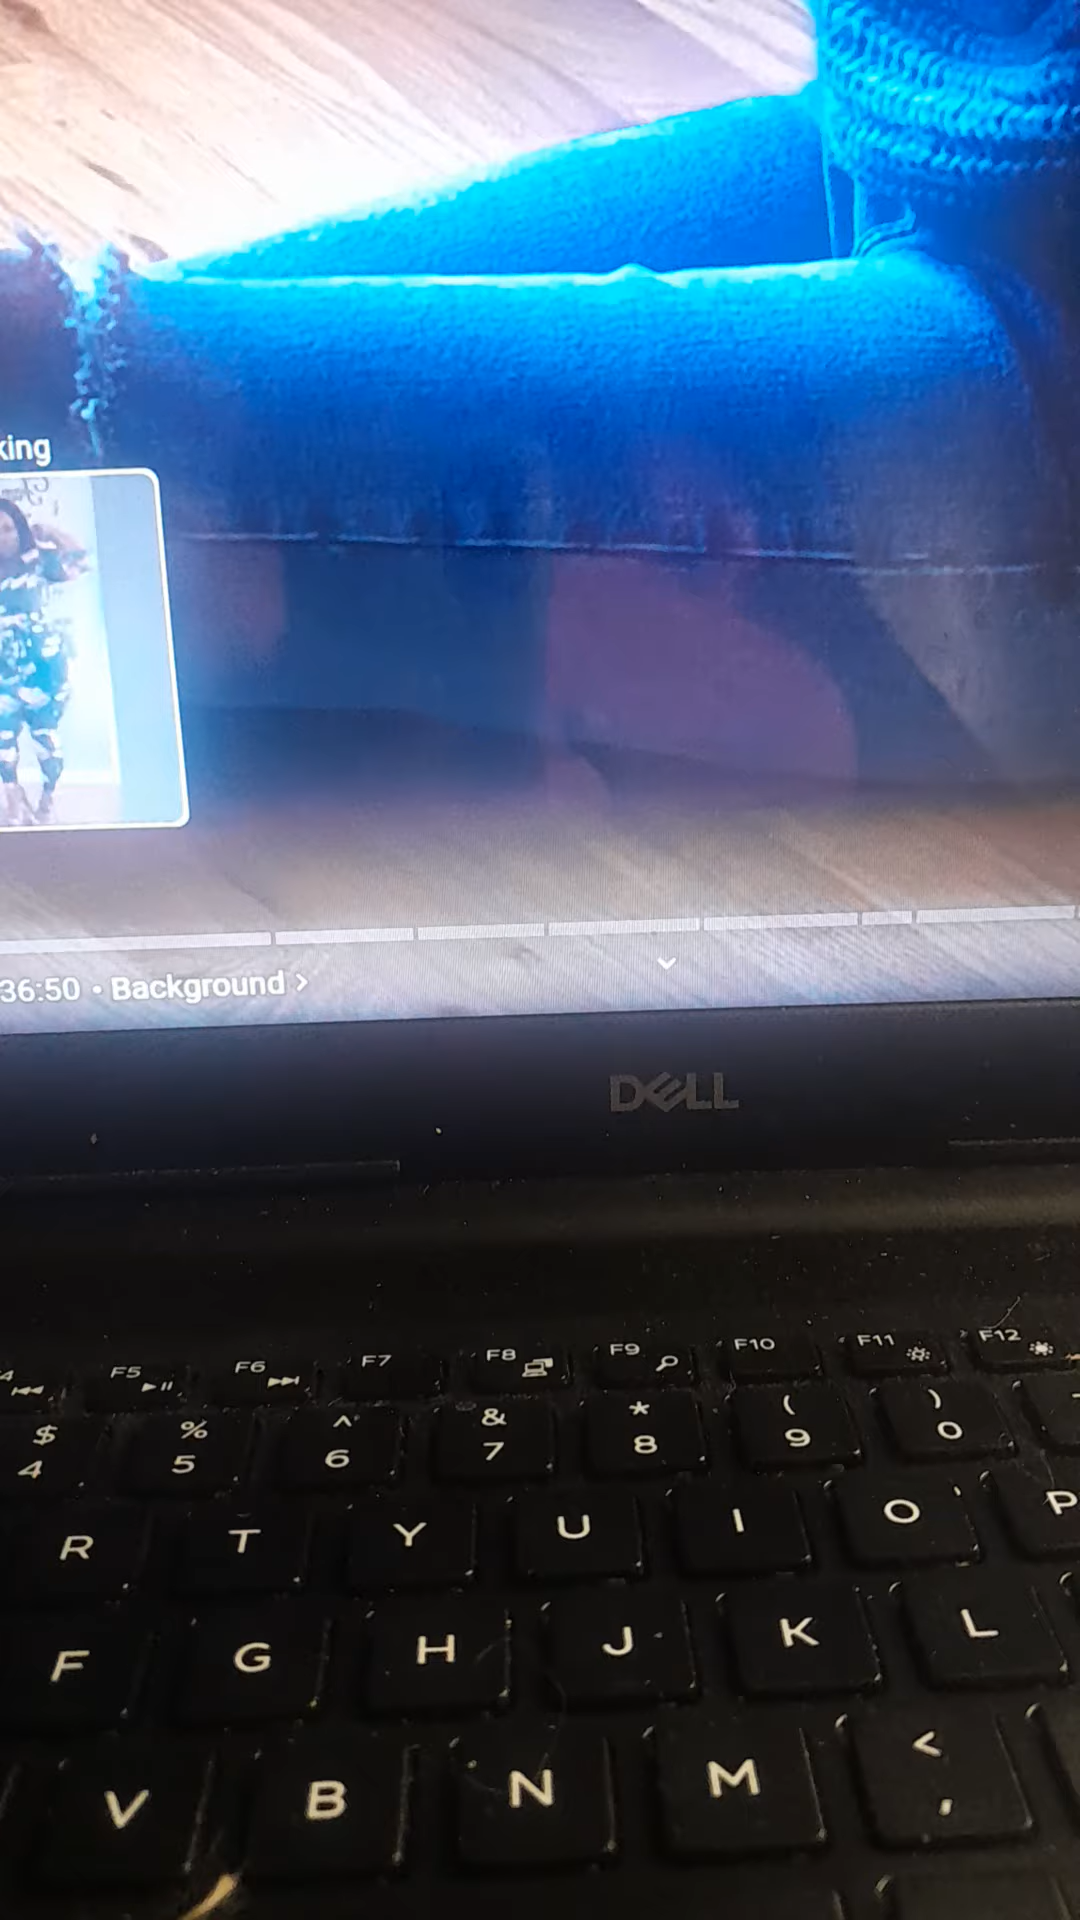 king
36:50 • Background >
DELL
F5 F6 F7 F8 F9 F10 F11 F12
$ % ^ & * ( )
4 5 6 7 8 9 0
R T Y U I O P
F G H J K L
<
V B N M ,